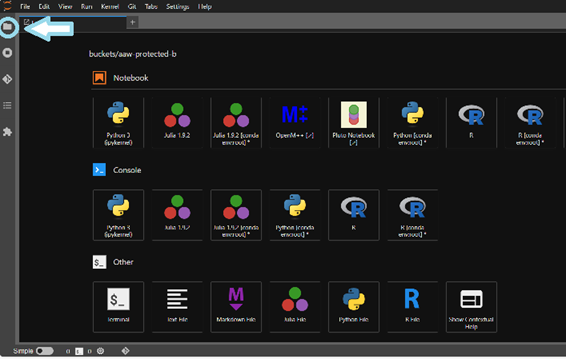 File Edit View Run Kernel Git Tabs Settings Help
buckets/aaw-protected-b
Notebook
Python 3
(ipykernel)
Julia 1.9.2
Julia 1.9.2 [conda
env:root] *
OpenM++ [↗]
Pluto Notebook
[↗]
Python [conda
env:root] *
R
R [conda
env:root] *
Console
Python 3
(ipykernel)
Julia 1.9.2
Julia 1.9.2 [conda
env:root] *
Python [conda
env:root] *
R
R [conda
env:root] *
Other
$_
Terminal
Text File
Markdown File
Julia File
Python File
R File
Show Contextual
Help
Simple 0 1 0